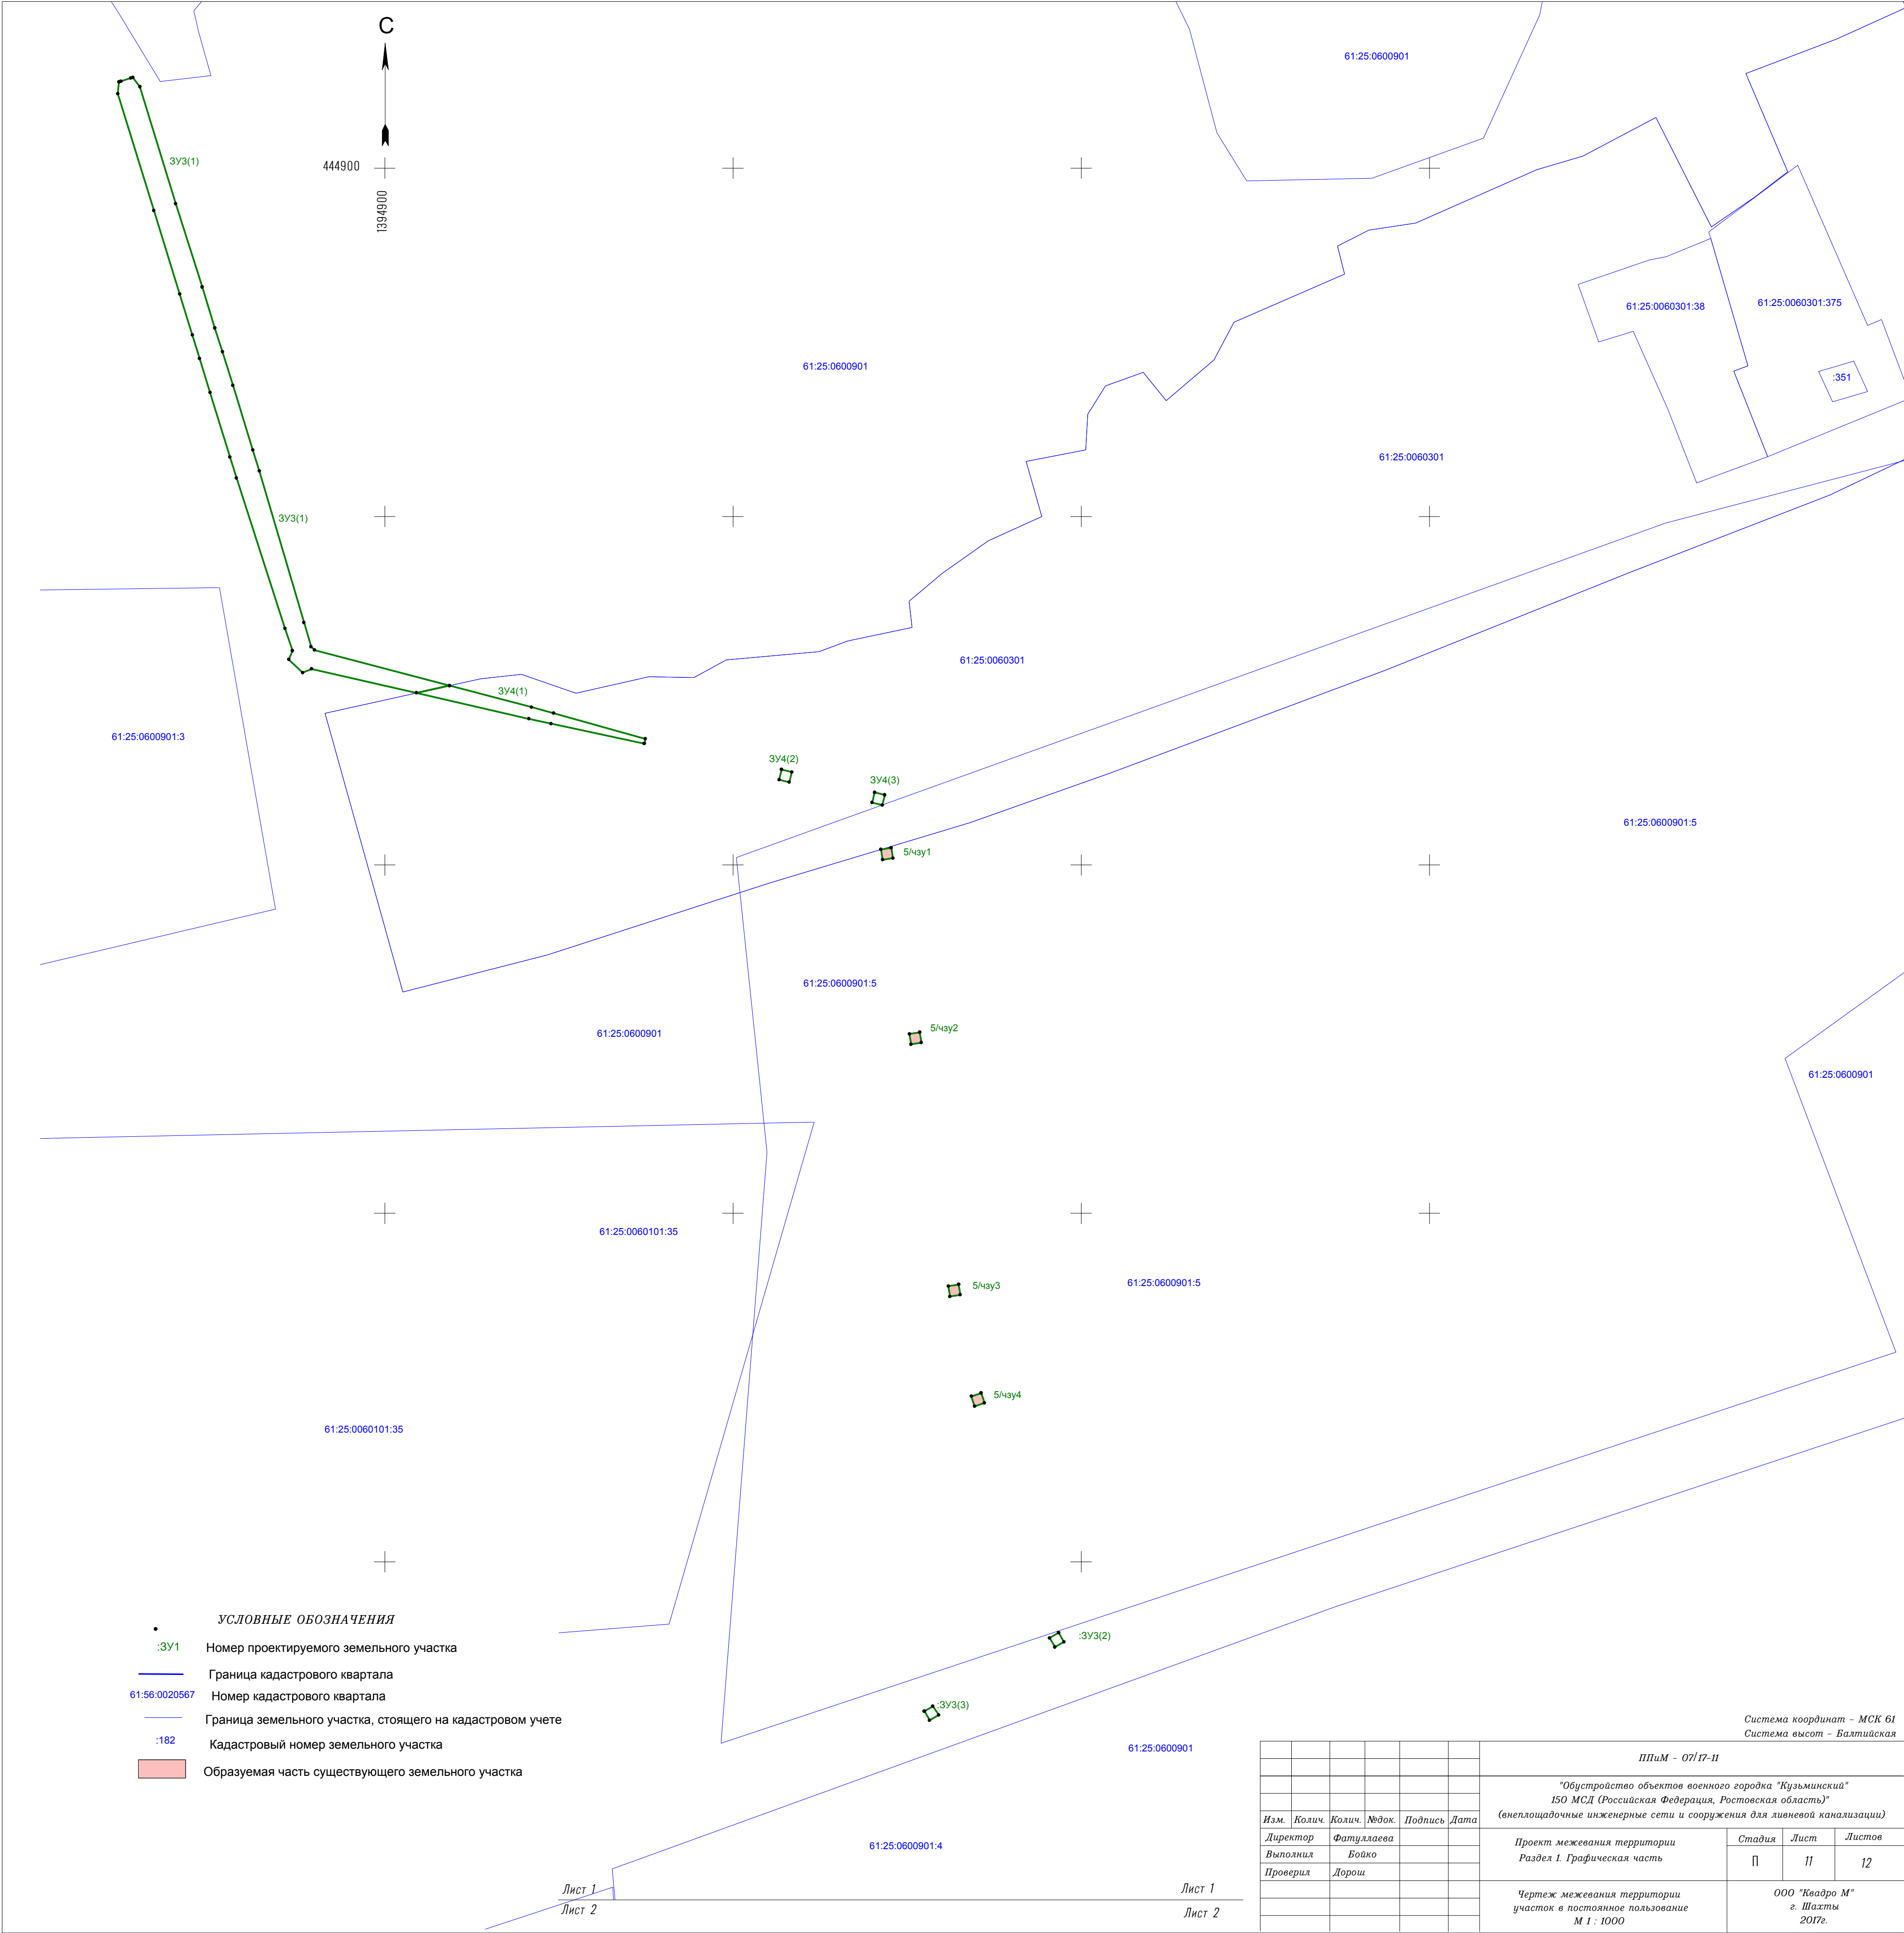 С
61:25:0600901
ЗУ3(1)
444900
1394900
61:25:0060301:38
61:25:0060301:375
61:25:0600901
:351
61:25:0060301
ЗУ3(1)
61:25:0060301
ЗУ4(1)
61:25:0600901:3
ЗУ4(2)
ЗУ4(3)
61:25:0600901:5
5/чзу1
61:25:0600901:5
5/чзу2
61:25:0600901
61:25:0600901
61:25:0060101:35
61:25:0600901:5
5/чзу3
5/чзу4
61:25:0060101:35
УСЛОВНЫЕ ОБОЗНАЧЕНИЯ
:ЗУ1 Номер проектируемого земельного участка
Граница кадастрового квартала
61:56:0020567 Номер кадастрового квартала
Граница земельного участка, стоящего на кадастровом учете
:182 Кадастровый номер земельного участка
Образуемая часть существующего земельного участка
:ЗУ3(2)
:ЗУ3(3)
61:25:0600901
61:25:0600901:4
Лист 1
Лист 2
Лист 1
Лист 2
Система координат - МСК 61
Система высот - Балтийская
ППиМ - 07/17-11
"Обустройство объектов военного городка "Кузьминский"
150 МСД (Российская Федерация, Ростовская область)"
(внеплощадочные инженерные сети и сооружения для ливневой канализации)
Изм. Колич. Колич. №док. Подпись Дата
Директор Фатуллаева
Выполнил Бойко
Проверил Дорош
Проект межевания территории
Раздел 1. Графическая часть
Стадия Лист Листов
П 11 12
Чертеж межевания территории
участок в постоянное пользование
М 1 : 1000
ООО "Квадро М"
г. Шахты
2017г.